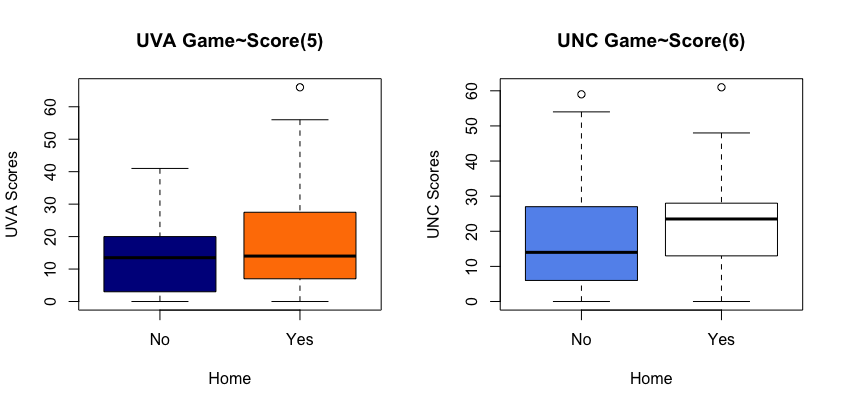 UVA Game~Score(5)
UVA Scores
60
50
40
30
20
10
0
No
Yes
Home
UNC Game~Score(6)
UNC Scores
60
50
40
30
20
10
0
No
Yes
Home